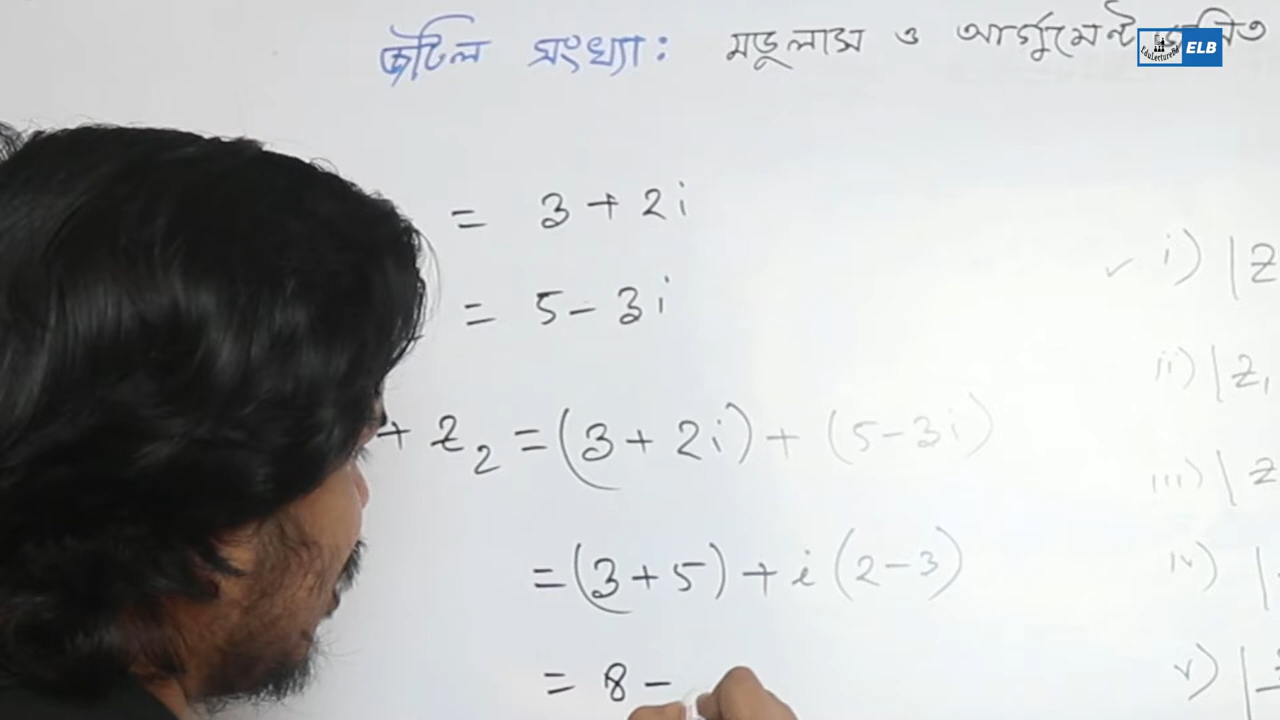 জটিল সংখ্যা: মডুলাস ও আর্গুমেন্ট
EduLectureBd ELB
= 3 + 2i
i) |Z
= 5 - 3i
ii) |Z₁
+ Z₂ = (3 + 2i) + (5 - 3i)
iii) |Z
= (3 + 5) + i (2 - 3)
iv) |
= 8 -
v) |